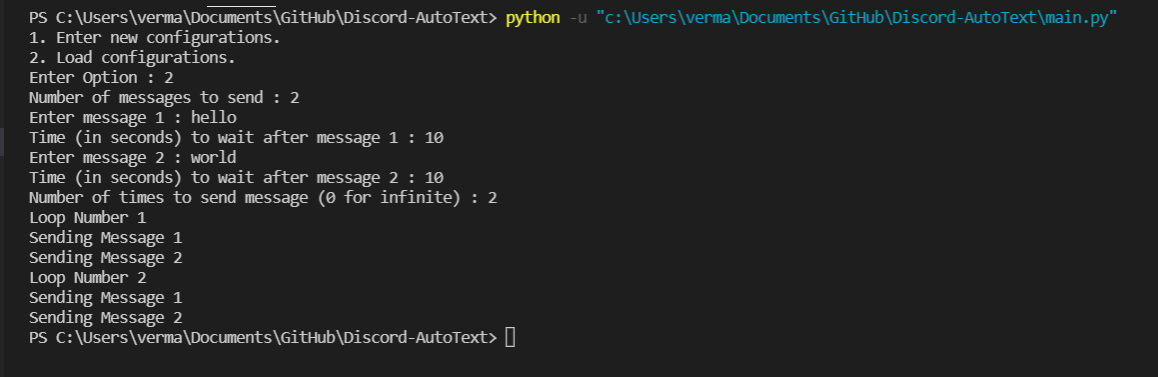 PS C:\Users\verma\Documents\GitHub\Discord-AutoText> python -u "c:\Users\verma\Documents\GitHub\Discord-AutoText\main.py"
1. Enter new configurations.
2. Load configurations.
Enter Option : 2
Number of messages to send : 2
Enter message 1 : hello
Time (in seconds) to wait after message 1 : 10
Enter message 2 : world
Time (in seconds) to wait after message 2 : 10
Number of times to send message (0 for infinite) : 2
Loop Number 1
Sending Message 1
Sending Message 2
Loop Number 2
Sending Message 1
Sending Message 2
PS C:\Users\verma\Documents\GitHub\Discord-AutoText>